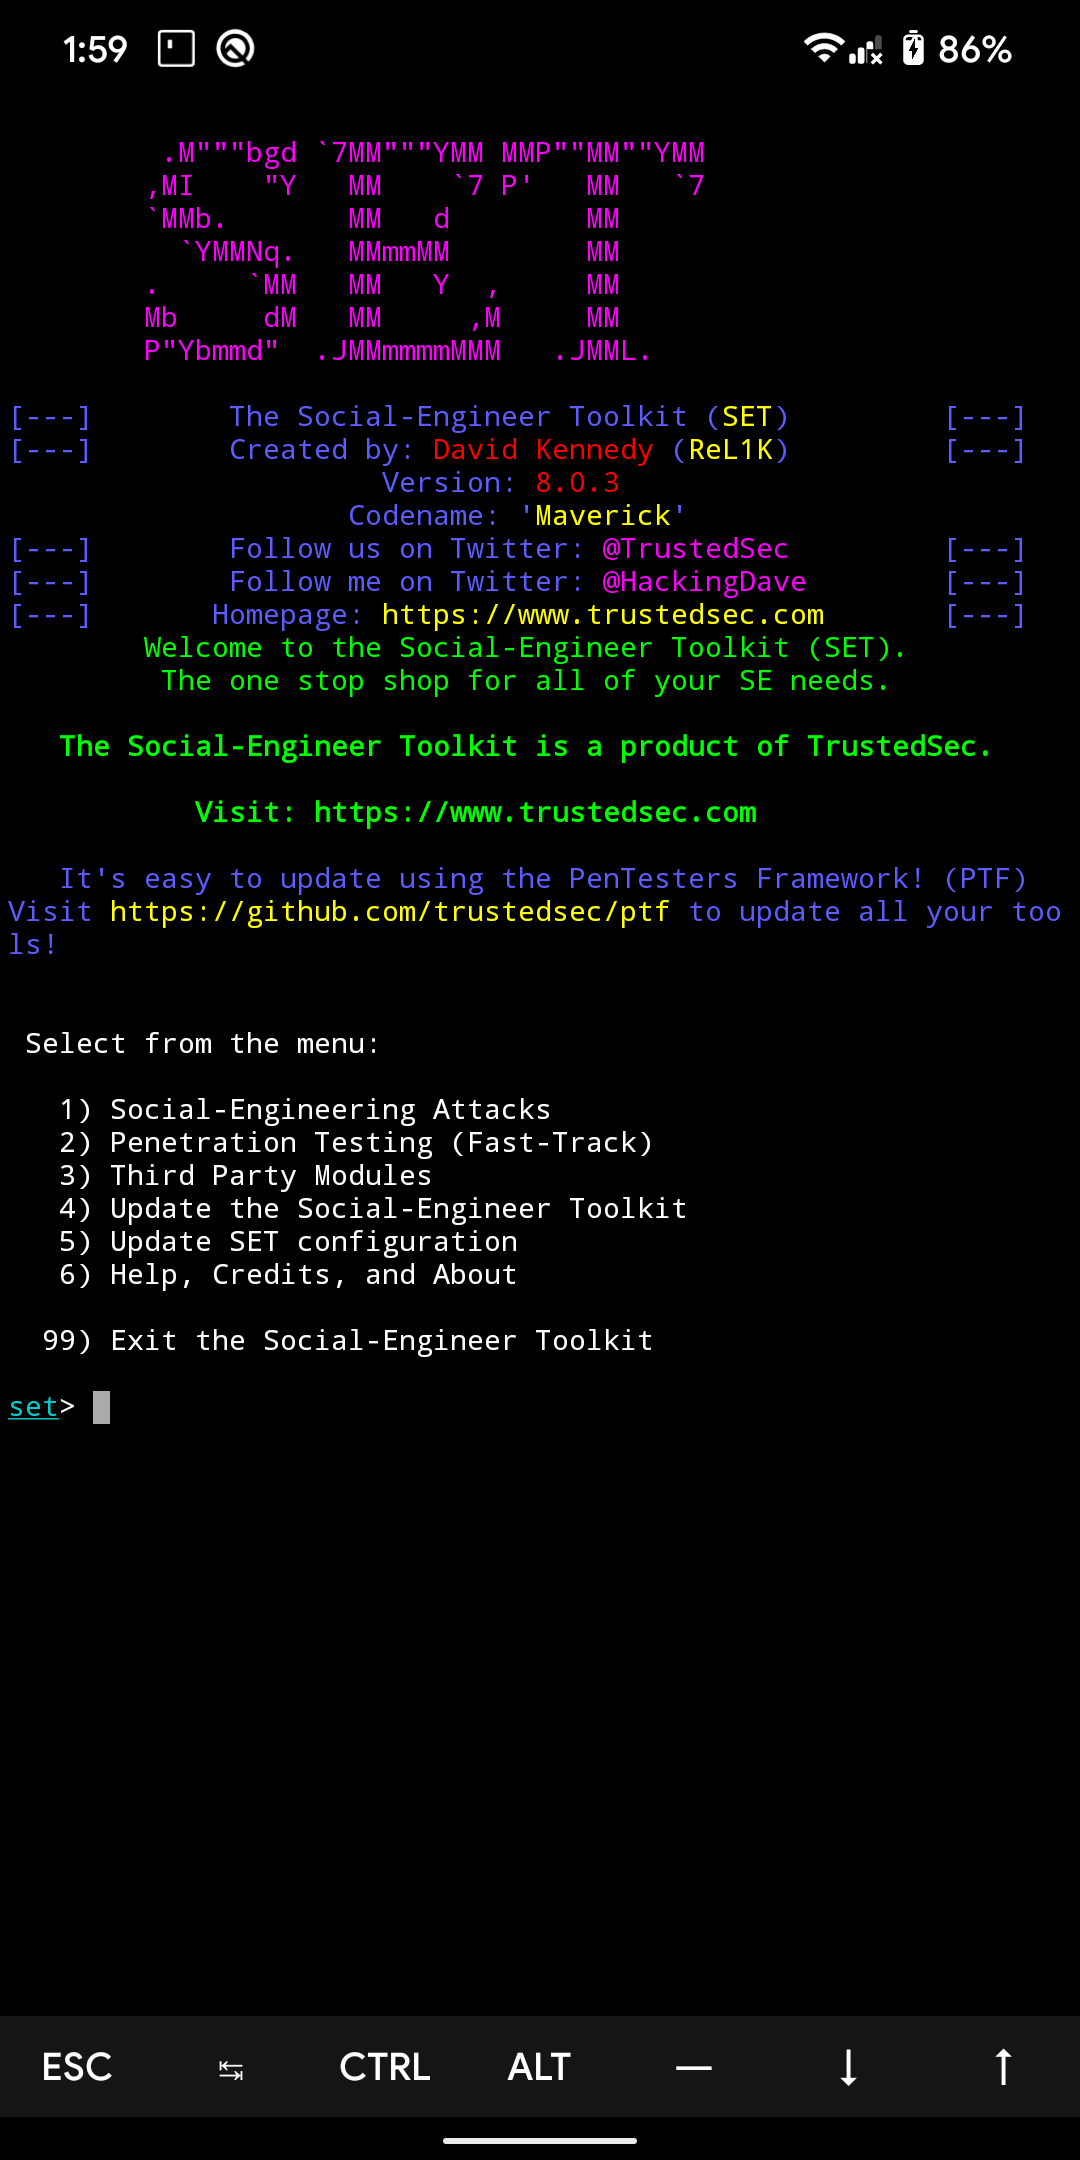 1:59 86%
 .M"""bgd `7MM"""YMM MMP""MM""YMM
,MI    "Y   MM    `7 P'   MM   `7
`MMb.       MM   d        MM
  `YMMNq.   MMmmMM        MM
.     `MM   MM   Y  ,     MM
Mb     dM   MM     ,M     MM
P"Ybmmd"  .JMMmmmmMMM   .JMML.
[---]        The Social-Engineer Toolkit (SET)         [---]
[---]        Created by: David Kennedy (ReL1K)         [---]
Version: 8.0.3
Codename: 'Maverick'
[---]        Follow us on Twitter: @TrustedSec         [---]
[---]        Follow me on Twitter: @HackingDave        [---]
[---]       Homepage: https://www.trustedsec.com       [---]
Welcome to the Social-Engineer Toolkit (SET).
The one stop shop for all of your SE needs.
The Social-Engineer Toolkit is a product of TrustedSec.
Visit: https://www.trustedsec.com
It's easy to update using the PenTesters Framework! (PTF)
Visit https://github.com/trustedsec/ptf to update all your too
ls!
Select from the menu:
1) Social-Engineering Attacks
2) Penetration Testing (Fast-Track)
3) Third Party Modules
4) Update the Social-Engineer Toolkit
5) Update SET configuration
6) Help, Credits, and About
99) Exit the Social-Engineer Toolkit
set>
ESC ↹ CTRL ALT — ↓ ↑